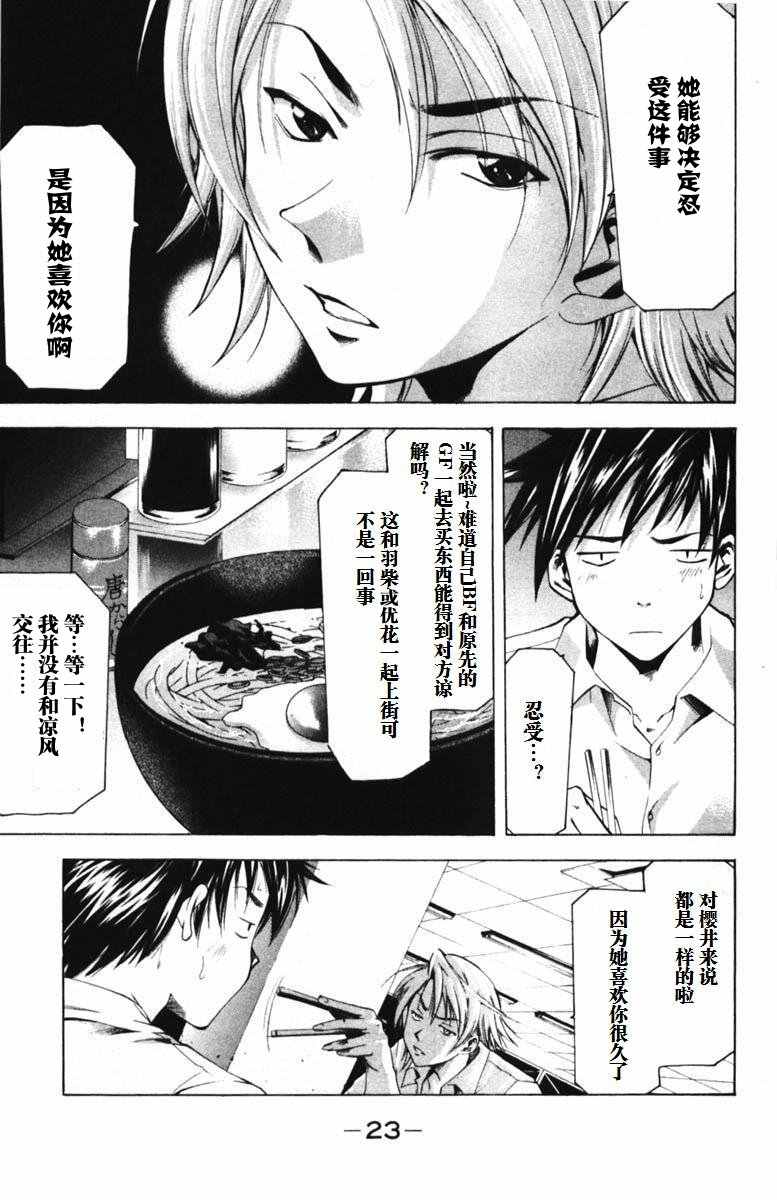 她能够决定忍
受这件事
是因为她喜欢你啊
忍受…?
当然啦~难道自己BF和原先的
GF一起去买东西能得到对方谅
解吗?
这和羽柴或优花一起上街可
不是一回事
等…等一下!
我并没有和凉风
交往……
唐から
对樱井来说
都是一样的啦
因为她喜欢你很久了
—23—